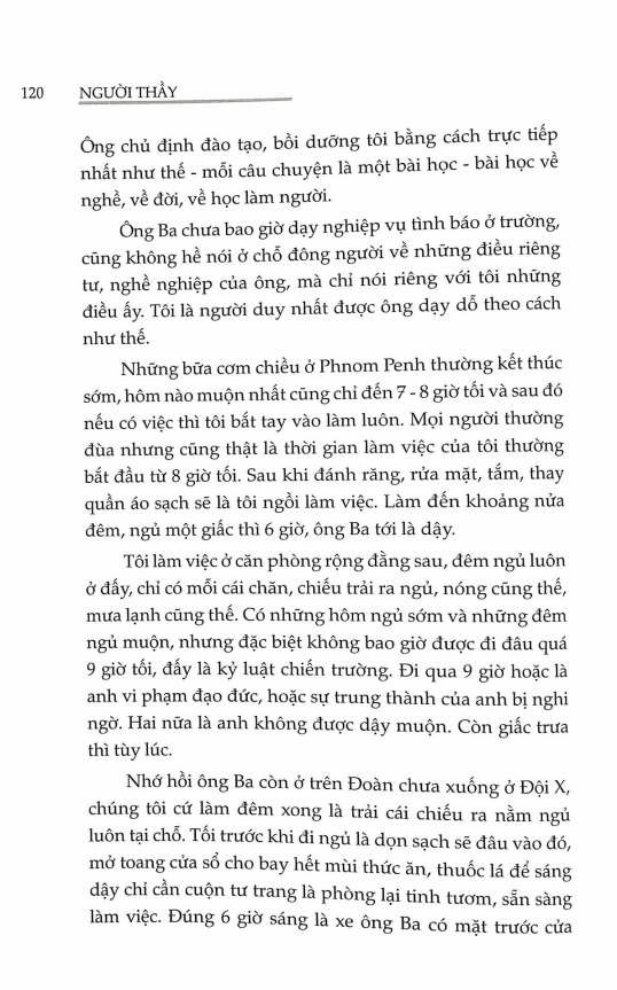 120 NGƯỜI THẦY
Ông chủ định đào tạo, bồi dưỡng tôi bằng cách trực tiếp
nhất như thế - mỗi câu chuyện là một bài học - bài học về
nghề, về đời, về học làm người.
Ông Ba chưa bao giờ dạy nghiệp vụ tình báo ở trường,
cũng không hề nói ở chỗ đông người về những điều riêng
tư, nghề nghiệp của ông, mà chỉ nói riêng với tôi những
điều ấy. Tôi là người duy nhất được ông dạy dỗ theo cách
như thế.
Những bữa cơm chiều ở Phnom Penh thường kết thúc
sớm, hôm nào muộn nhất cũng chỉ đến 7 - 8 giờ tối và sau đó
nếu có việc thì tôi bắt tay vào làm luôn. Mọi người thường
đùa nhưng cũng thật là thời gian làm việc của tôi thường
bắt đầu từ 8 giờ tối. Sau khi đánh răng, rửa mặt, tắm, thay
quần áo sạch sẽ là tôi ngồi làm việc. Làm đến khoảng nửa
đêm, ngủ một giấc thì 6 giờ, ông Ba tới là dậy.
Tôi làm việc ở căn phòng rộng đằng sau, đêm ngủ luôn
ở đấy, chỉ có mỗi cái chăn, chiếu trải ra ngủ, nóng cũng thế,
mưa lạnh cũng thế. Có những hôm ngủ sớm và những đêm
ngủ muộn, nhưng đặc biệt không bao giờ được đi đâu quá
9 giờ tối, đấy là kỷ luật chiến trường. Đi qua 9 giờ hoặc là
anh vi phạm đạo đức, hoặc sự trung thành của anh bị nghi
ngờ. Hai nữa là anh không được dậy muộn. Còn giấc trưa
thì tùy lúc.
Nhớ hồi ông Ba còn ở trên Đoàn chưa xuống ở Đội X,
chúng tôi cứ làm đêm xong là trải cái chiếu ra nằm ngủ
luôn tại chỗ. Tối trước khi đi ngủ là dọn sạch sẽ đâu vào đó,
mở toang cửa sổ cho bay hết mùi thức ăn, thuốc lá để sáng
dậy chỉ cần cuộn tư trang là phòng lại tinh tươm, sẵn sàng
làm việc. Đúng 6 giờ sáng là xe ông Ba có mặt trước cửa